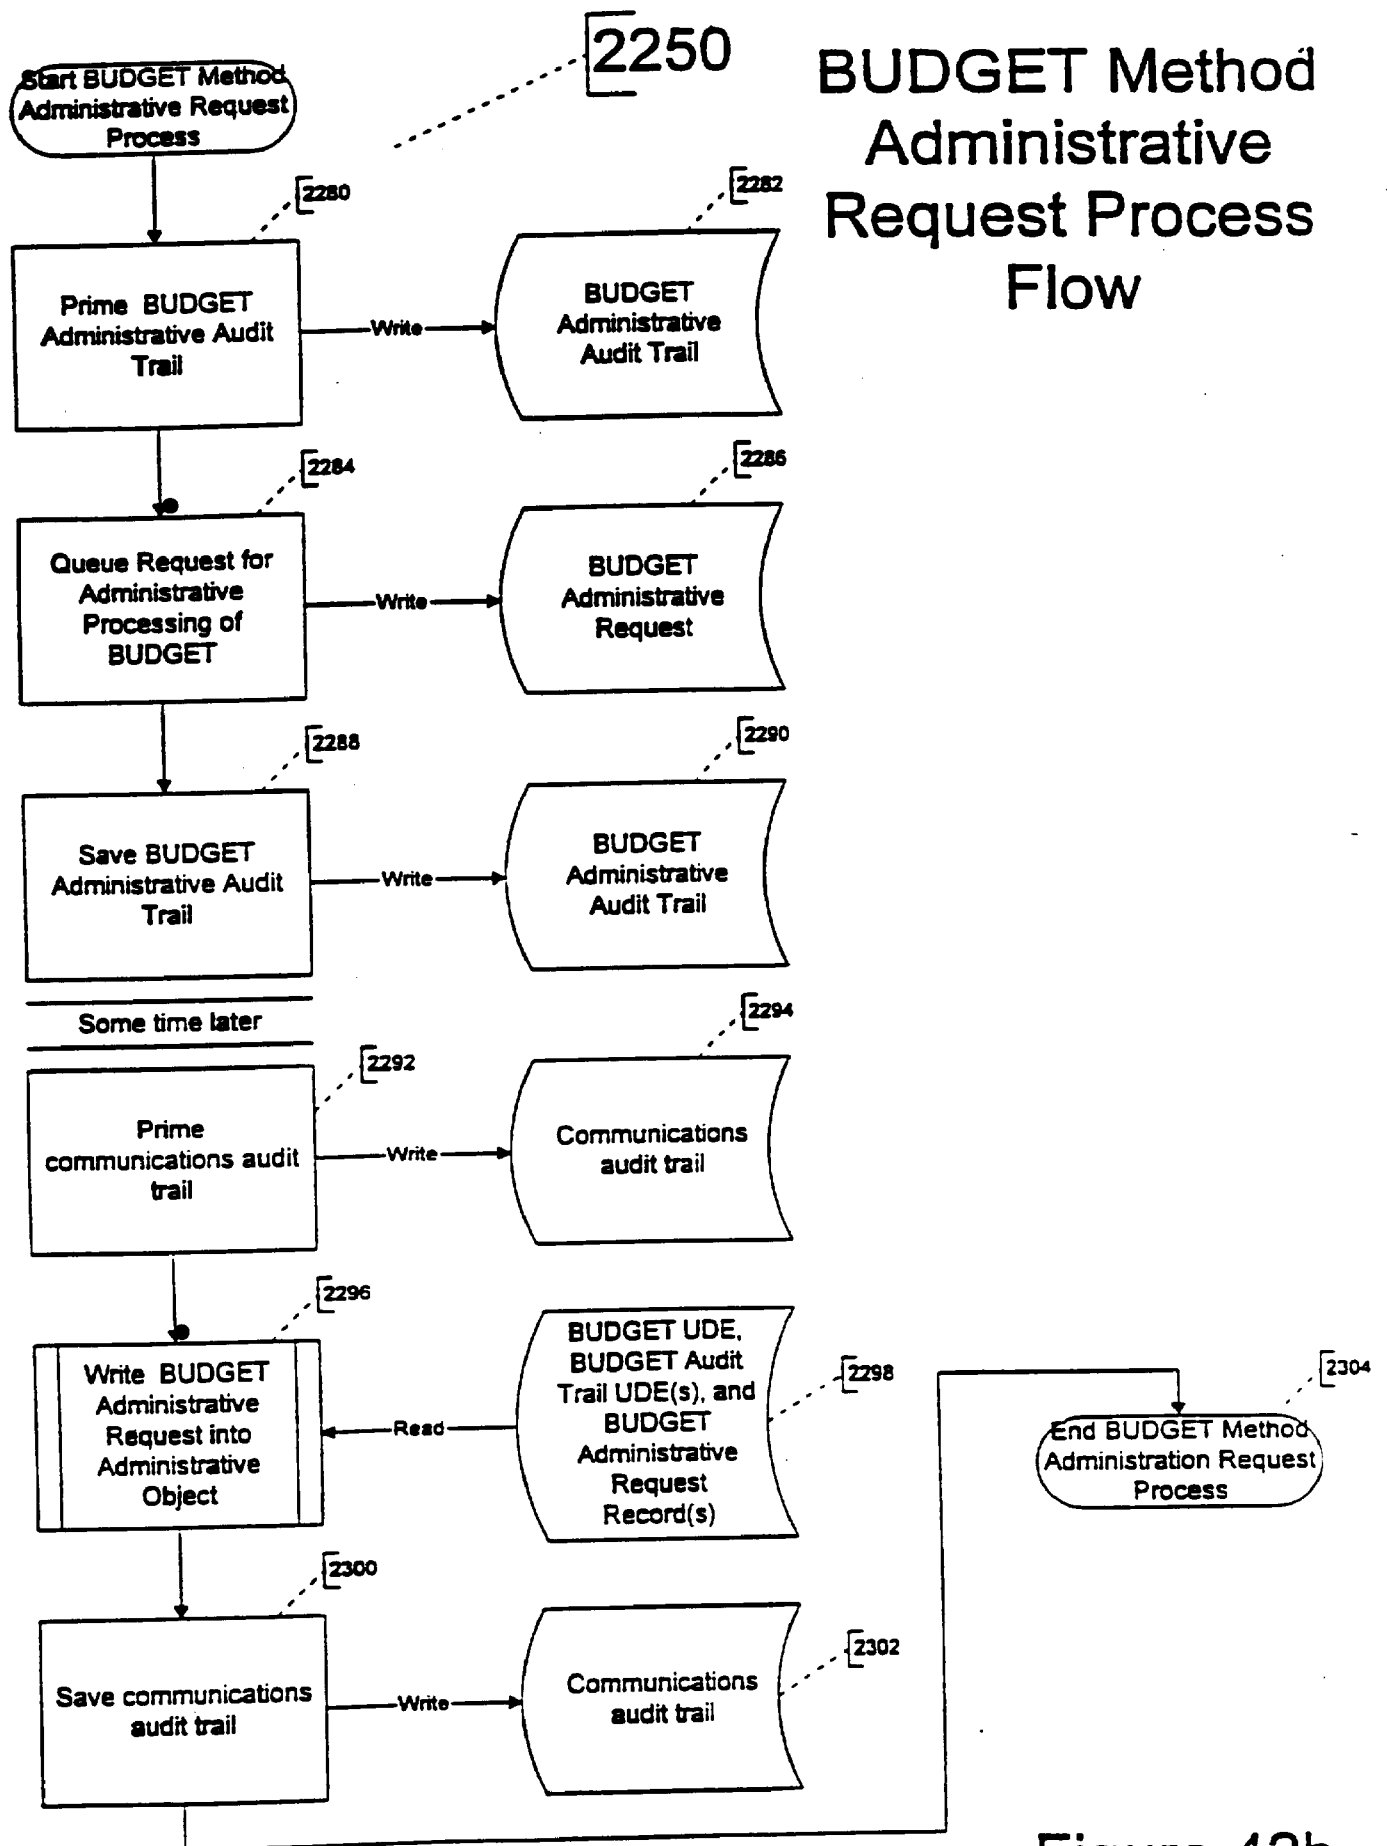 2250
BUDGET Method
Administrative
Request Process
Flow
Start BUDGET Method
Administrative Request
Process
2280
Prime BUDGET
Administrative Audit
Trail
Write
2282
BUDGET
Administrative
Audit Trail
2284
Queue Request for
Administrative
Processing of
BUDGET
Write
2286
BUDGET
Administrative
Request
2288
Save BUDGET
Administrative Audit
Trail
Write
2290
BUDGET
Administrative
Audit Trail
Some time later
2292
Prime
communications audit
trail
Write
2294
Communications
audit trail
2296
Write BUDGET
Administrative
Request into
Administrative
Object
Read
BUDGET UDE,
BUDGET Audit
Trail UDE(s), and
BUDGET
Administrative
Request
Record(s)
2298
2300
Save communications
audit trail
Write
Communications
audit trail
2302
2304
End BUDGET Method
Administration Request
Process